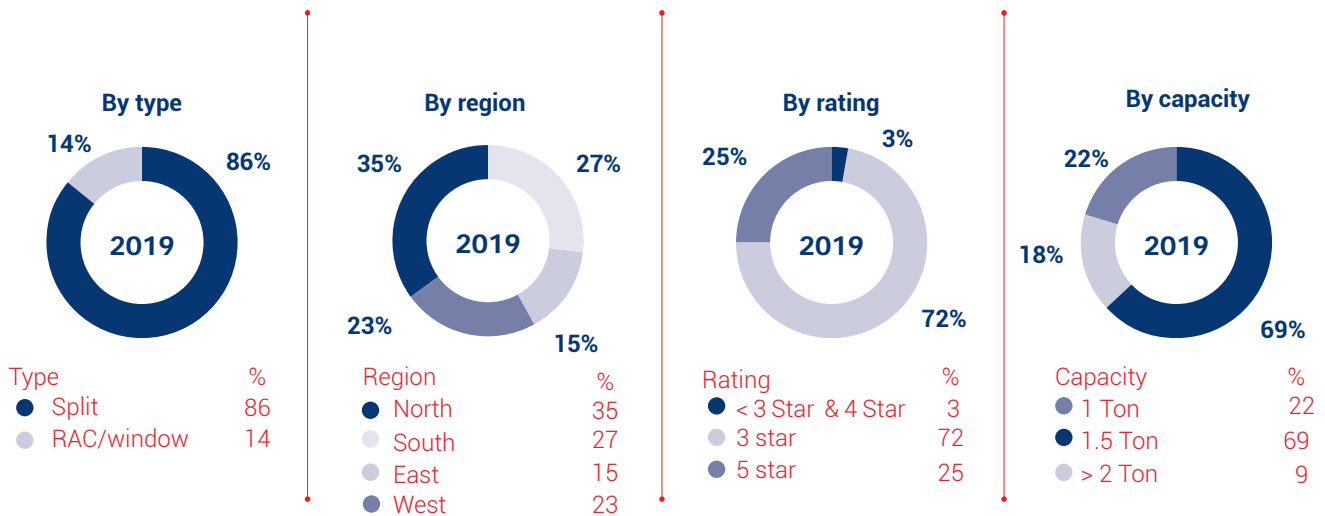 By type
14%
86%
2019
Type %
Split 86
RAC/window 14
By region
35%
27%
2019
23%
15%
Region %
North 35
South 27
East 15
West 23
By rating
3%
25%
2019
72%
Rating %
< 3 Star & 4 Star 3
3 star 72
5 star 25
By capacity
22%
2019
18%
69%
Capacity %
1 Ton 22
1.5 Ton 69
> 2 Ton 9